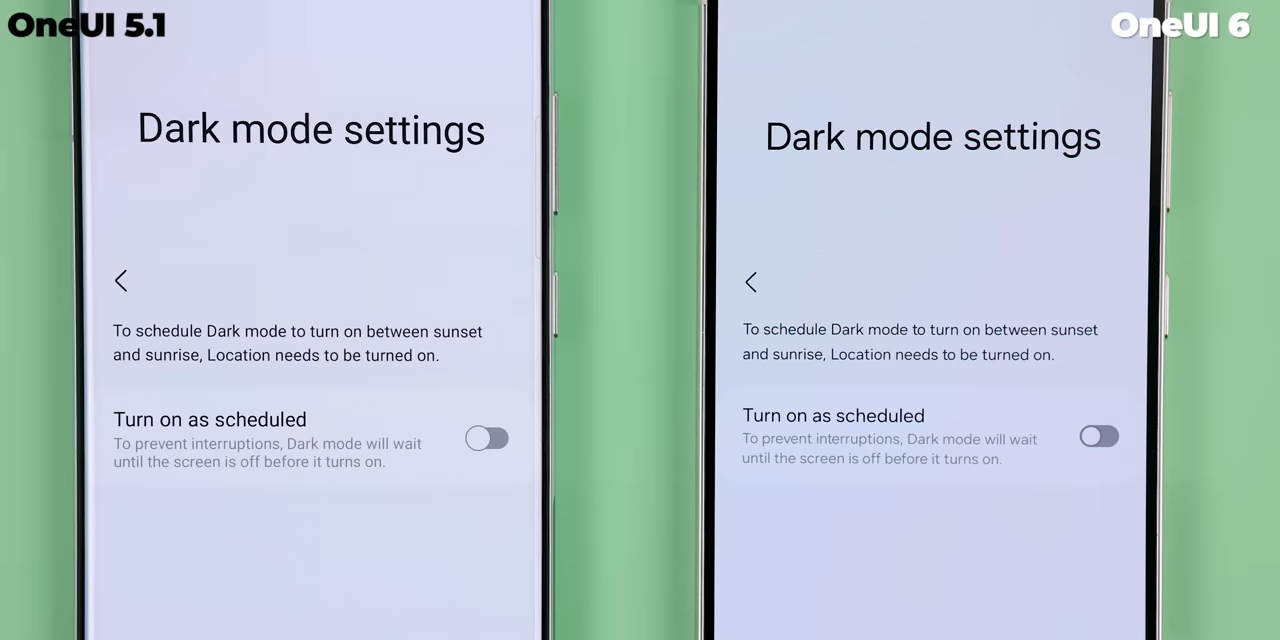 OneUI 5.1
Dark mode settings
To schedule Dark mode to turn on between sunset
and sunrise, Location needs to be turned on.
Turn on as scheduled
To prevent interruptions, Dark mode will wait
until the screen is off before it turns on.
OneUI 6
Dark mode settings
To schedule Dark mode to turn on between sunset
and sunrise, Location needs to be turned on.
Turn on as scheduled
To prevent interruptions, Dark mode will wait
until the screen is off before it turns on.